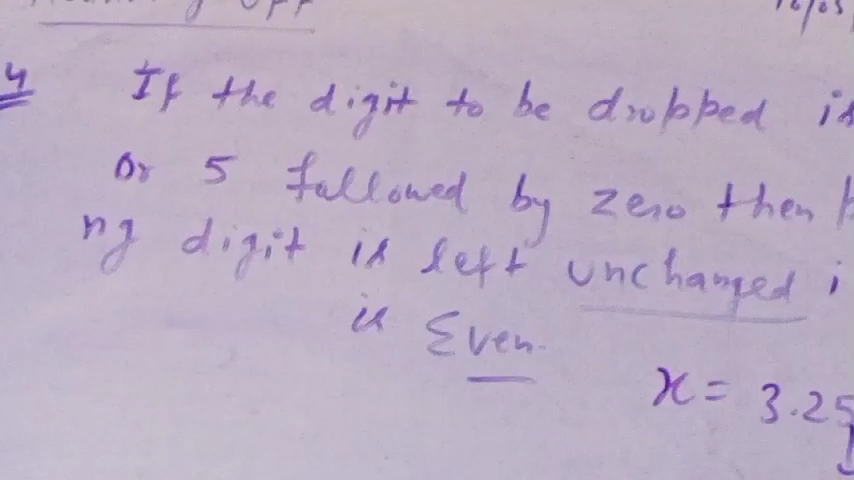 4 If the digit to be dropped is
Or 5 followed by zero then
ng digit is left unchanged i
is Even.
x = 3.25